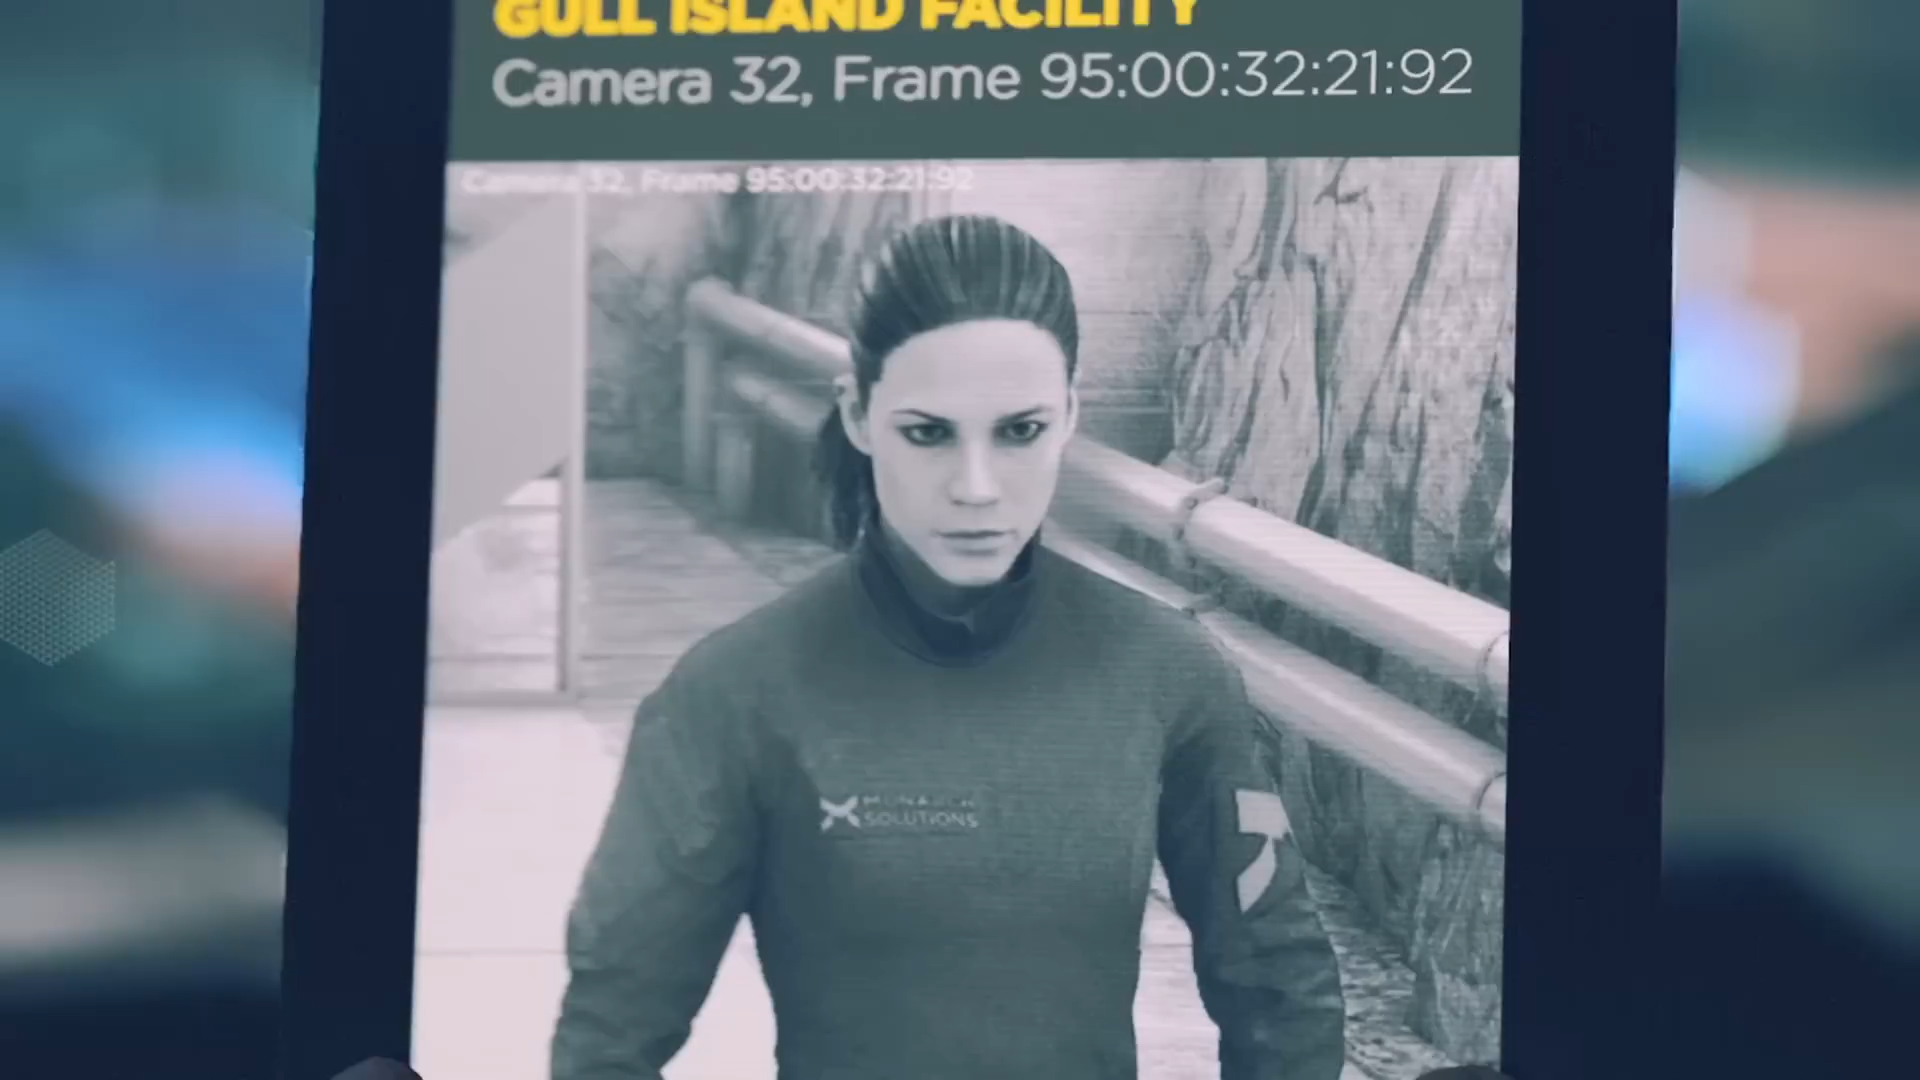 GULL ISLAND FACILITY
Camera 32, Frame 95:00:32:21:92
Camera 32, Frame 95:00:32:21:92
MONARCH
SOLUTIONS